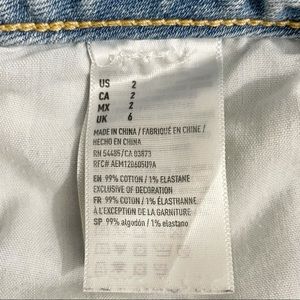 US 2
CA 2
MX 2
UK 6
MADE IN CHINA / FABRIQUÉ EN CHINE /
HECHO EN CHINA
RN 54485/CA 03873
EN 99% COTTON / 1% ELASTANE
EXCLUSIVE OF DECORATION
FR 99% COTON / 1% ÉLASTHANNE
À L'EXCEPTION DE LA GARNITURE
SP 99% algodón / 1% elastano